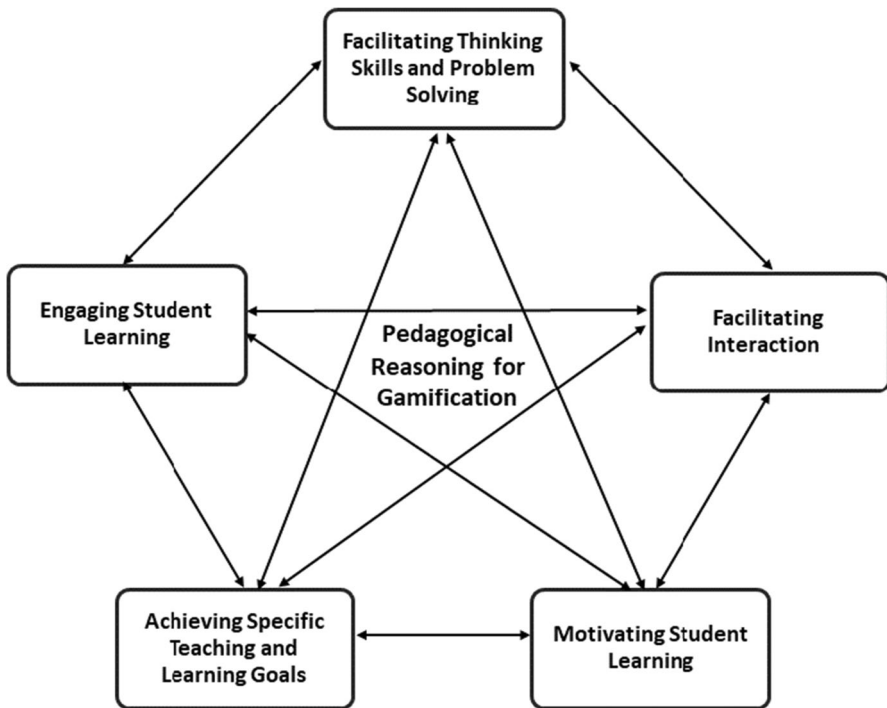 Facilitating Thinking
Skills and Problem
Solving
Engaging Student
Learning
Facilitating
Interaction
Pedagogical
Reasoning for
Gamification
Achieving Specific
Teaching and
Learning Goals
Motivating Student
Learning